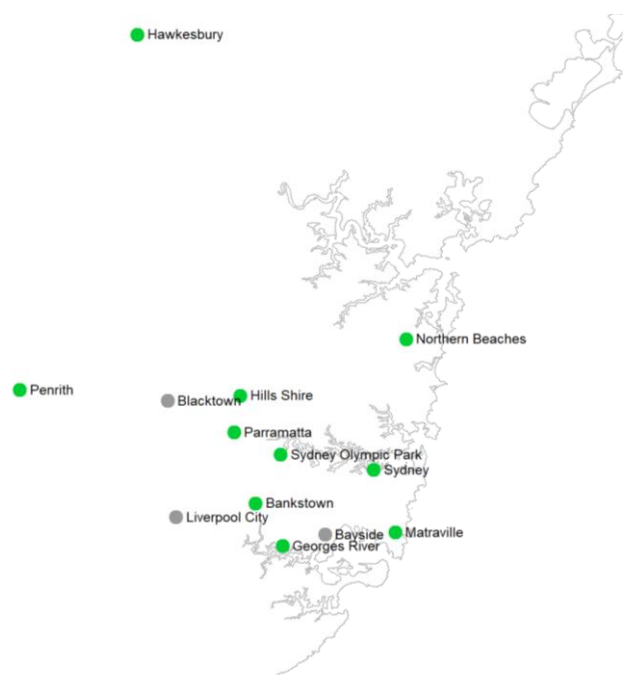 Hawkesbury
Northern Beaches
Penrith
Hills Shire
Blacktown
Parramatta
Sydney Olympic Park
Sydney
Bankstown
Liverpool City
Bayside
Matraville
Georges River